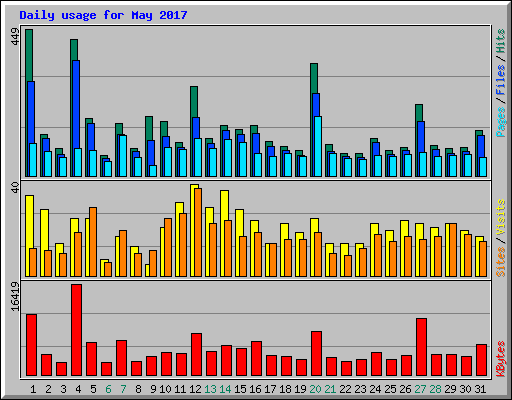 Daily usage for May 2017
449
Pages / Files / Hits
40
Sites / Visits
16419
KBytes
1 2 3 4 5 6 7 8 9 10 11 12 13 14 15 16 17 18 19 20 21 22 23 24 25 26 27 28 29 30 31